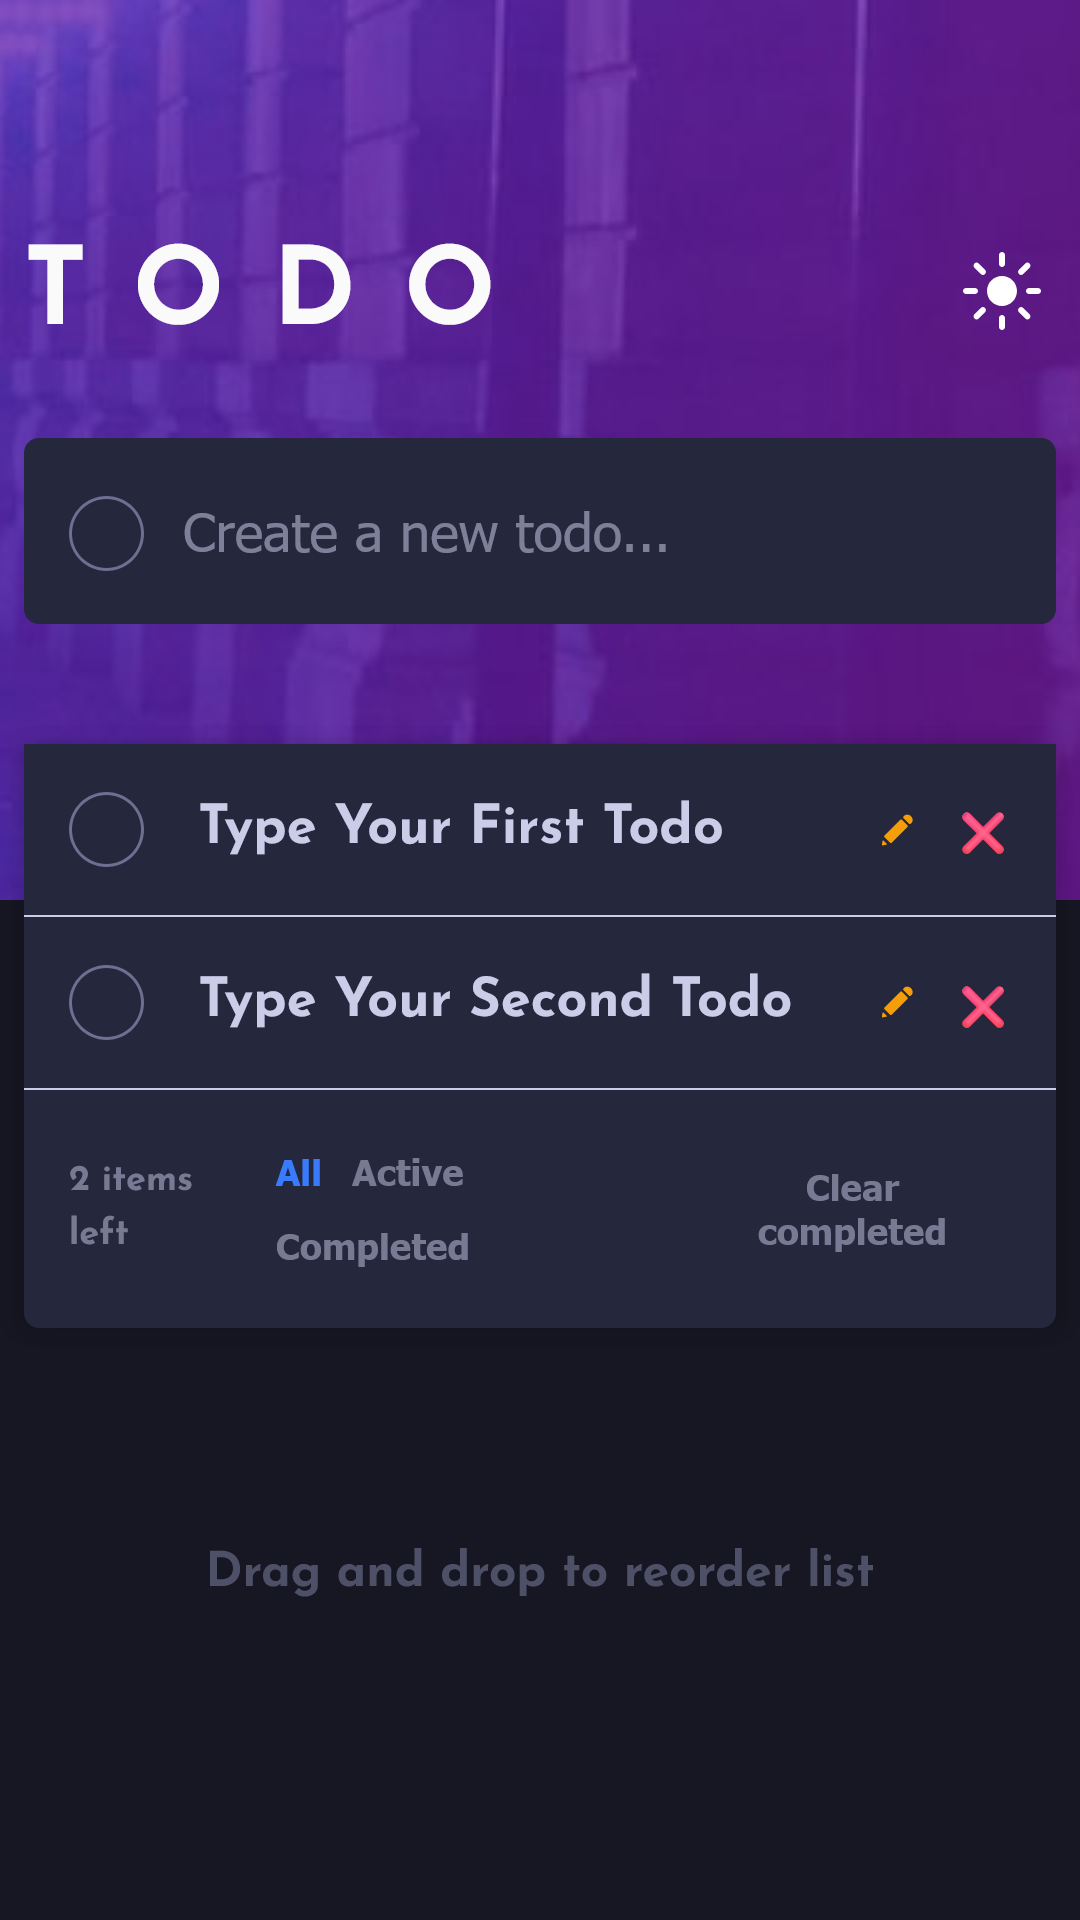 TODO
Create a new todo...
Type Your First Todo
Type Your Second Todo
2 items
left
All Active
Completed
Clear
completed
Drag and drop to reorder list